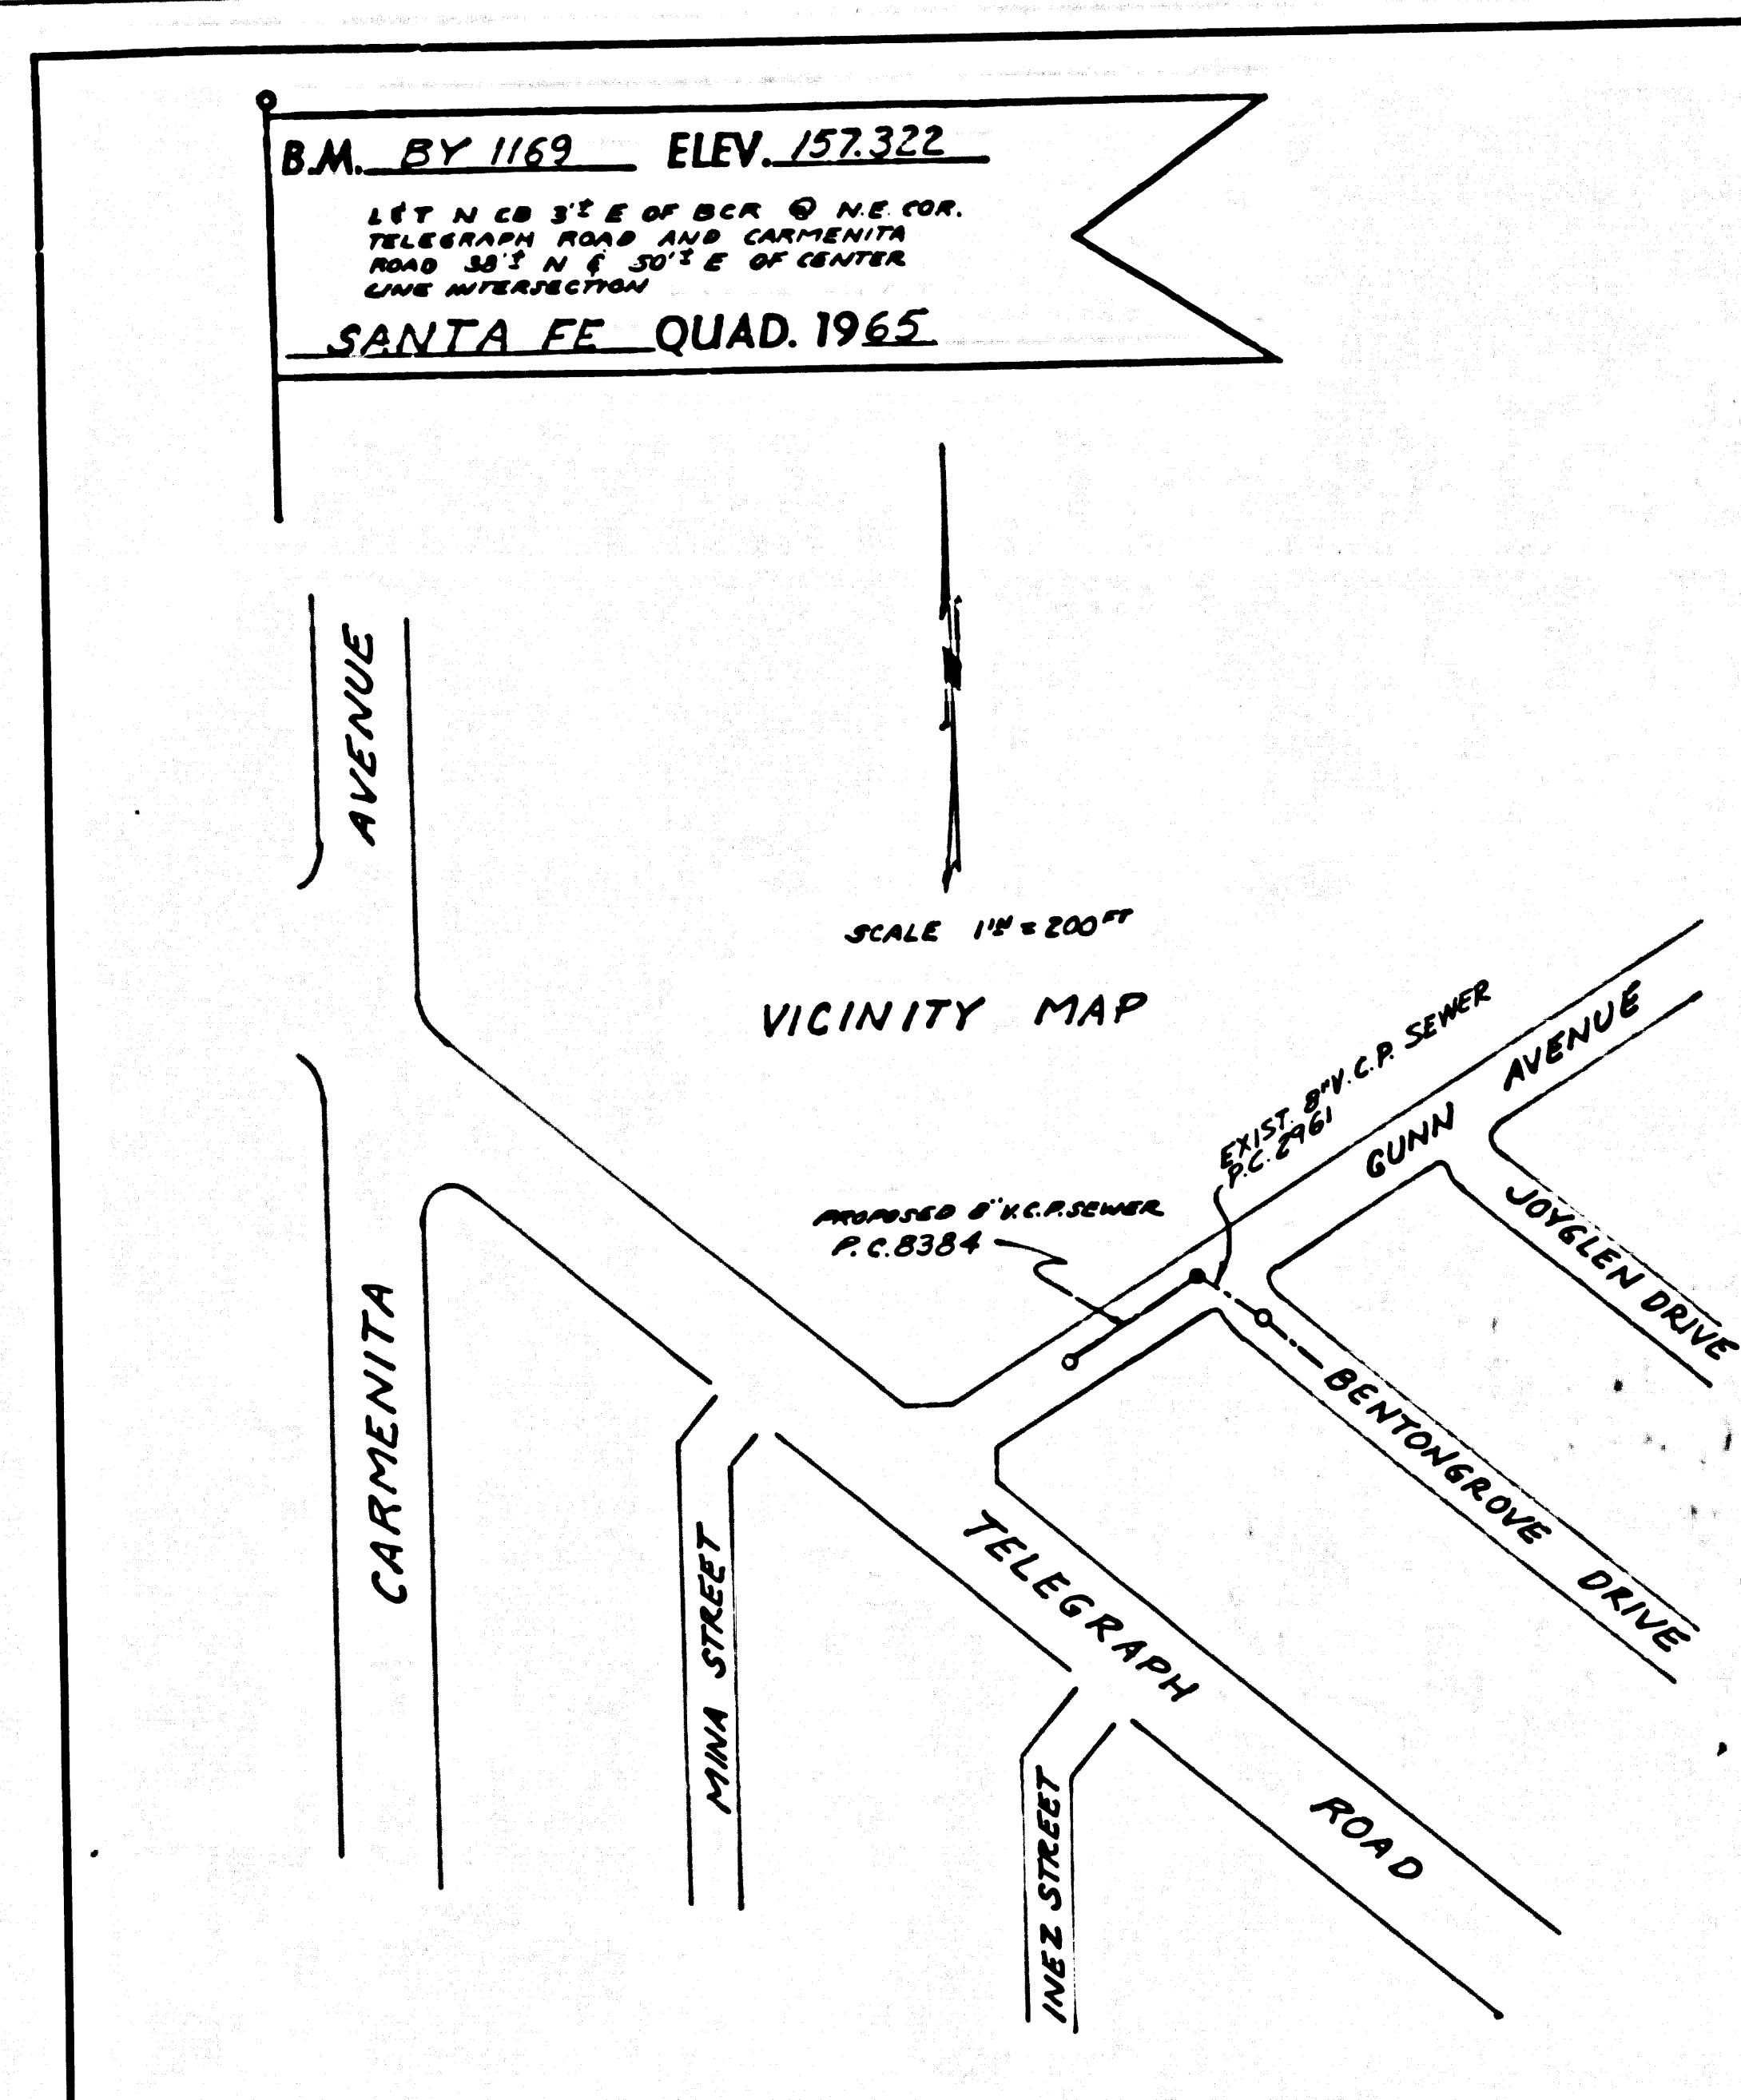 B.M. BY 1169 ELEV. 157.322
L&T N CB 3'± E OF BCR @ N.E. COR.
TELEGRAPH ROAD AND CARMENITA
ROAD 38'± N & 50'± E OF CENTER
LINE INTERSECTION
SANTA FE QUAD. 1965
AVENUE
SCALE 1IN = 200FT
VICINITY MAP
EXIST. 8" V.C.P. SEWER
P.C. 2961
GUNN AVENUE
JOYGLEN DRIVE
PROPOSED 8" V.C.P. SEWER
P.C. 8384
CARMENITA
BENTONGROVE DRIVE
MINA STREET
TELEGRAPH ROAD
INEZ STREET